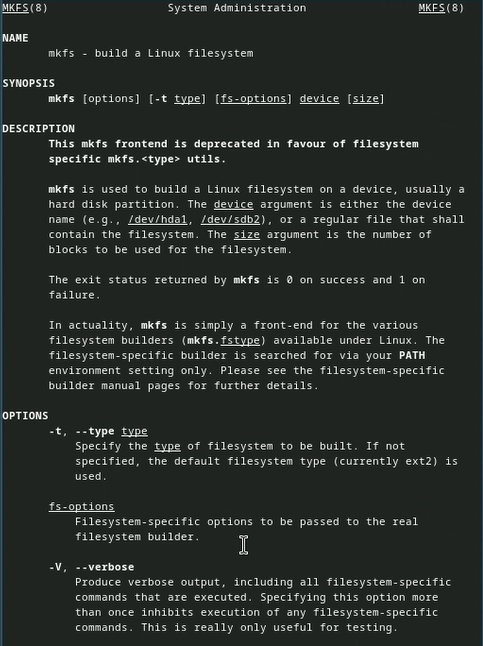 MKFS(8) System Administration MKFS(8)
NAME
mkfs - build a Linux filesystem
SYNOPSIS
mkfs [options] [-t type] [fs-options] device [size]
DESCRIPTION
This mkfs frontend is deprecated in favour of filesystem
specific mkfs.<type> utils.
mkfs is used to build a Linux filesystem on a device, usually a
hard disk partition. The device argument is either the device
name (e.g., /dev/hda1, /dev/sdb2), or a regular file that shall
contain the filesystem. The size argument is the number of
blocks to be used for the filesystem.
The exit status returned by mkfs is 0 on success and 1 on
failure.
In actuality, mkfs is simply a front-end for the various
filesystem builders (mkfs.fstype) available under Linux. The
filesystem-specific builder is searched for via your PATH
environment setting only. Please see the filesystem-specific
builder manual pages for further details.
OPTIONS
-t, --type type
Specify the type of filesystem to be built. If not
specified, the default filesystem type (currently ext2) is
used.
fs-options
Filesystem-specific options to be passed to the real
filesystem builder.
-V, --verbose
Produce verbose output, including all filesystem-specific
commands that are executed. Specifying this option more
than once inhibits execution of any filesystem-specific
commands. This is really only useful for testing.